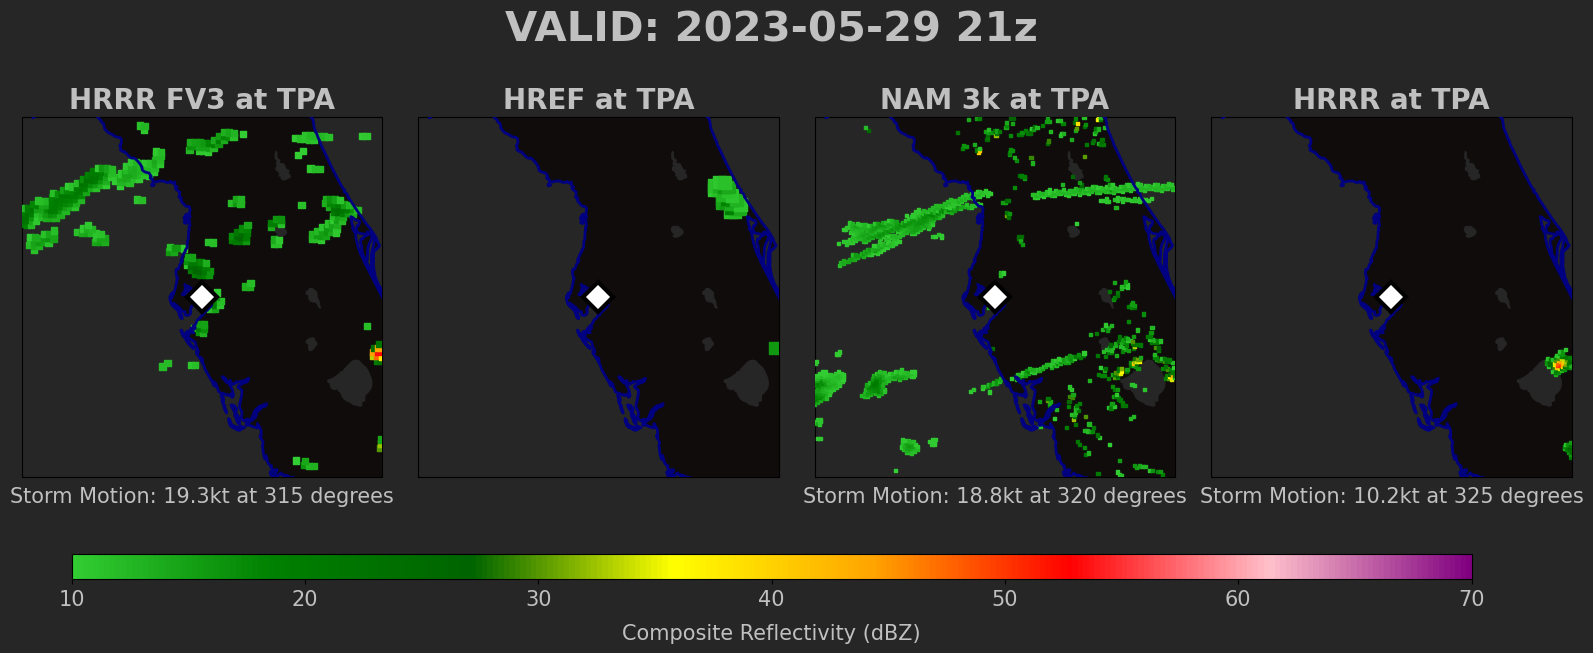 VALID: 2023-05-29 21z
HRRR FV3 at TPA
HREF at TPA
NAM 3k at TPA
HRRR at TPA
Storm Motion: 19.3kt at 315 degrees
Storm Motion: 18.8kt at 320 degrees
Storm Motion: 10.2kt at 325 degrees
10 20 30 40 50 60 70
Composite Reflectivity (dBZ)